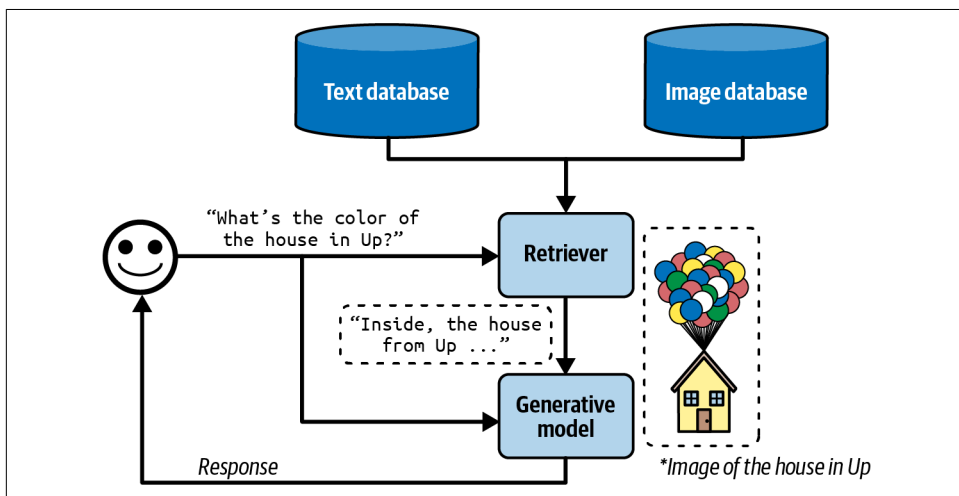 Text database
Image database
“What’s the color of
the house in Up?”
Retriever
“Inside, the house
from Up ...”
Generative
model
Response
*Image of the house in Up